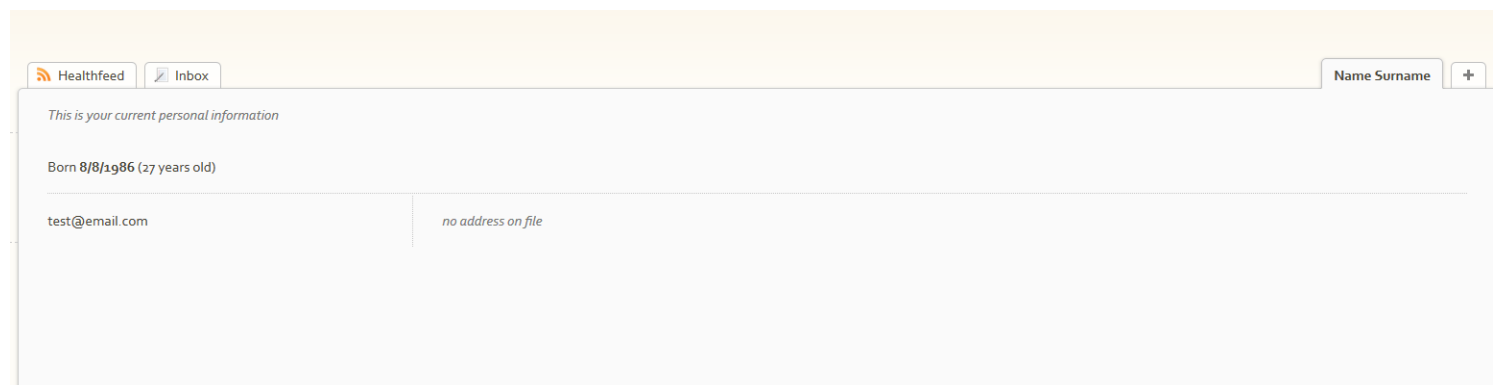 Healthfeed Inbox Name Surname +
This is your current personal information
Born 8/8/1986 (27 years old)
test@email.com no address on file